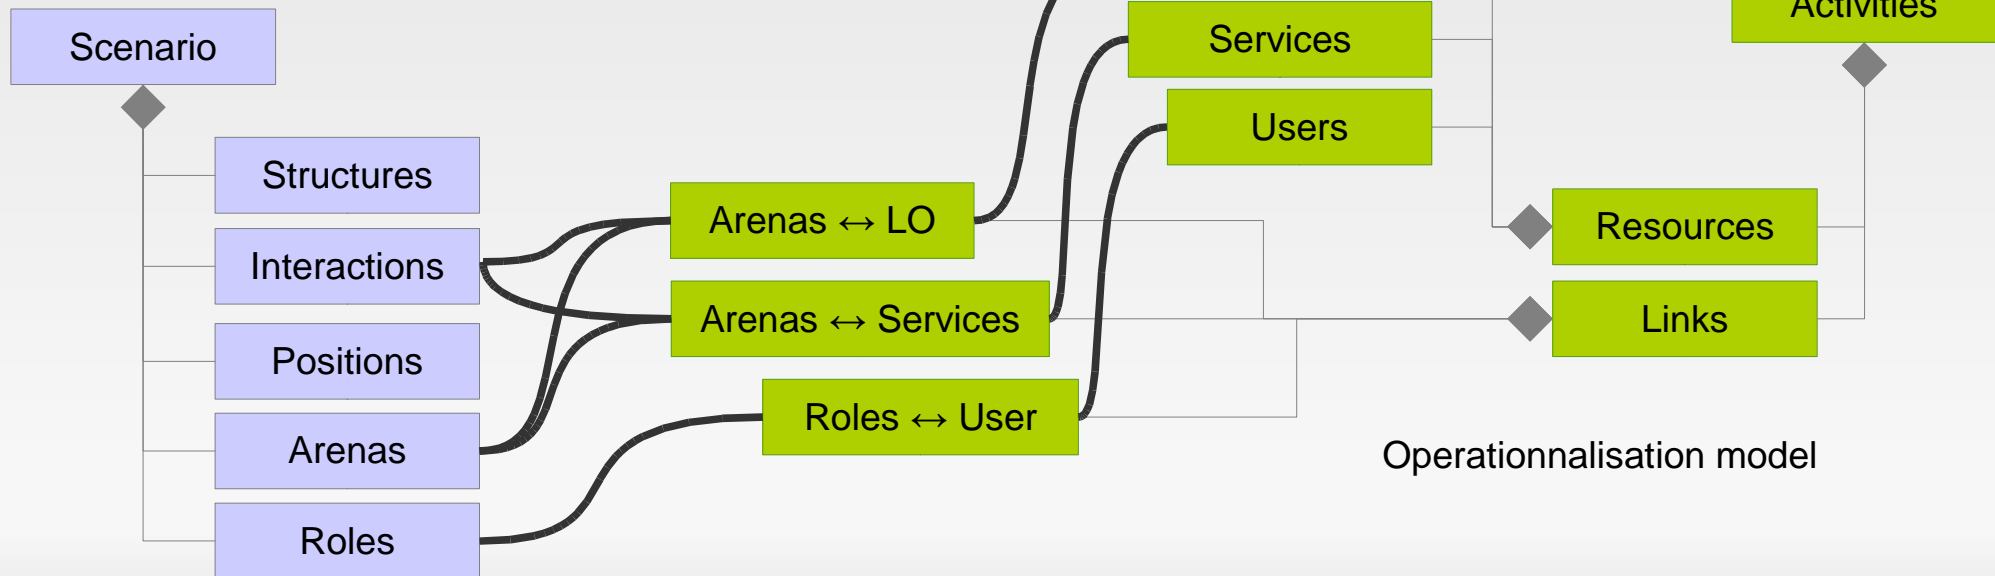 Activities
Scenario
Services
Users
Structures
Arenas ↔ LO
Resources
Interactions
Arenas ↔ Services
Links
Positions
Roles ↔ User
Arenas
Operationnalisation model
Roles